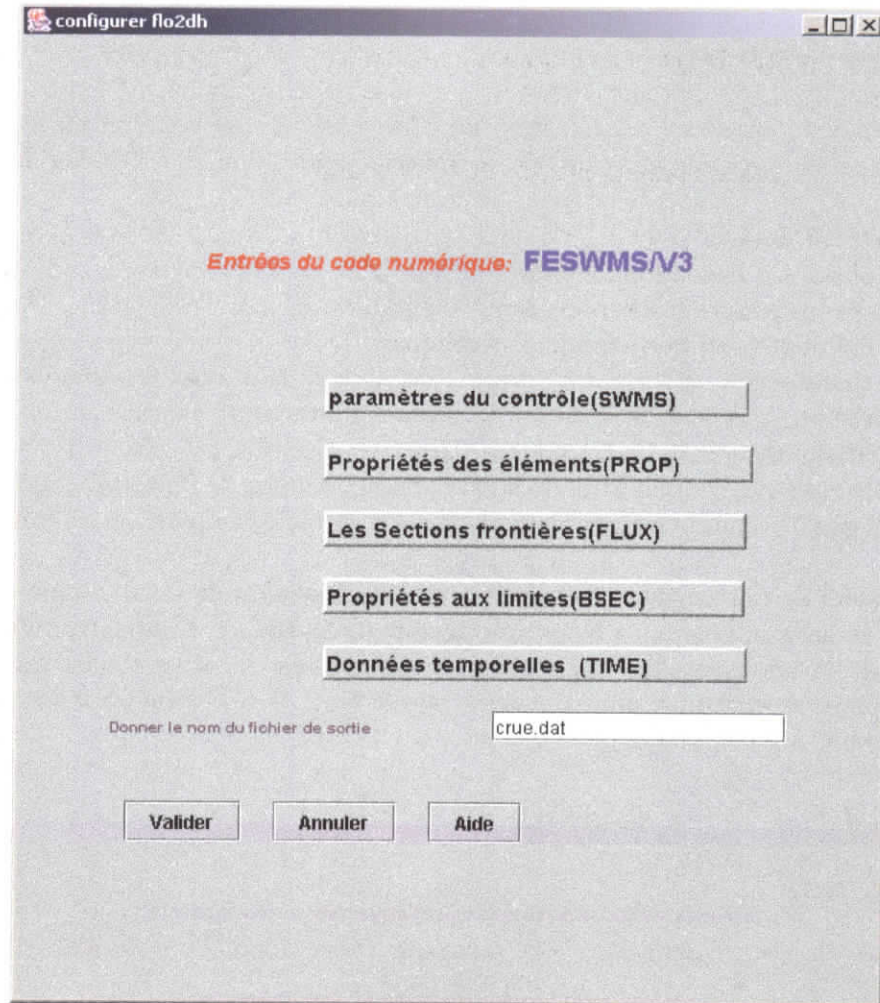 configurer flo2dh
Entrées du code numérique: FESWMS/V3
paramètres du contrôle(SWMS)
Propriétés des éléments(PROP)
Les Sections frontières(FLUX)
Propriétés aux limites(BSEC)
Données temporelles (TIME)
Donner le nom du fichier de sortie crue.dat
Valider Annuler Aide